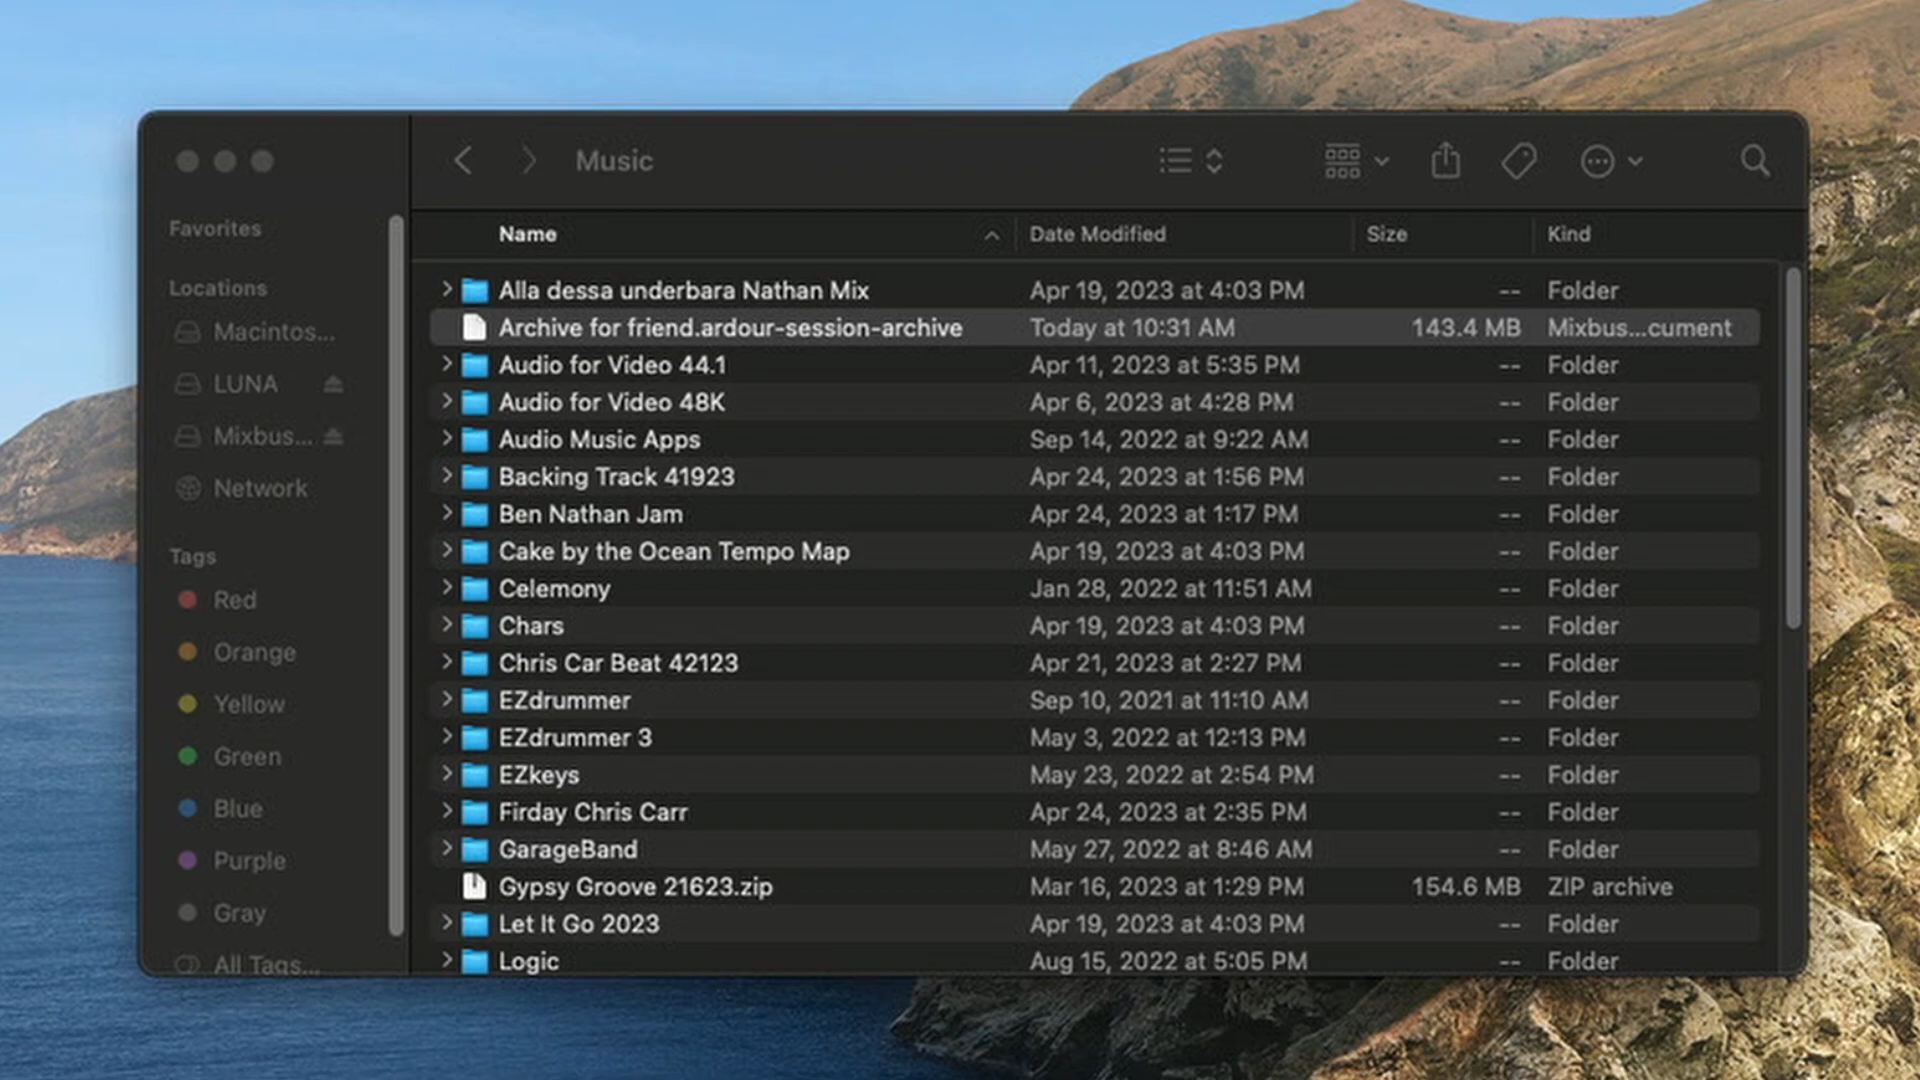 Music
Favorites
Locations
Macintos...
LUNA
Mixbus...
Network
Tags
Red
Orange
Yellow
Green
Blue
Purple
Gray
All Tags...
Name Date Modified Size Kind
Alla dessa underbara Nathan Mix Apr 19, 2023 at 4:03 PM -- Folder
Archive for friend.ardour-session-archive Today at 10:31 AM 143.4 MB Mixbus...cument
Audio for Video 44.1 Apr 11, 2023 at 5:35 PM -- Folder
Audio for Video 48K Apr 6, 2023 at 4:28 PM -- Folder
Audio Music Apps Sep 14, 2022 at 9:22 AM -- Folder
Backing Track 41923 Apr 24, 2023 at 1:56 PM -- Folder
Ben Nathan Jam Apr 24, 2023 at 1:17 PM -- Folder
Cake by the Ocean Tempo Map Apr 19, 2023 at 4:03 PM -- Folder
Celemony Jan 28, 2022 at 11:51 AM -- Folder
Chars Apr 19, 2023 at 4:03 PM -- Folder
Chris Car Beat 42123 Apr 21, 2023 at 2:27 PM -- Folder
EZdrummer Sep 10, 2021 at 11:10 AM -- Folder
EZdrummer 3 May 3, 2022 at 12:13 PM -- Folder
EZkeys May 23, 2022 at 2:54 PM -- Folder
Firday Chris Carr Apr 24, 2023 at 2:35 PM -- Folder
GarageBand May 27, 2022 at 8:46 AM -- Folder
Gypsy Groove 21623.zip Mar 16, 2023 at 1:29 PM 154.6 MB ZIP archive
Let It Go 2023 Apr 19, 2023 at 4:03 PM -- Folder
Logic Aug 15, 2022 at 5:05 PM -- Folder